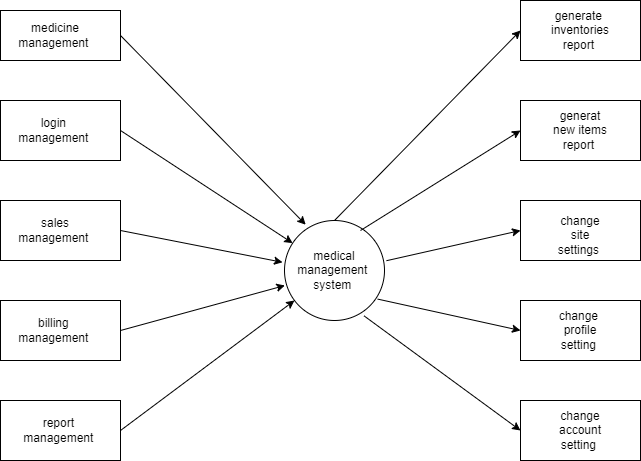 medicine
management
login
management
sales
management
billing
management
report
management
medical
management
system
generate
inventories
report
generat
new items
report
change
site
settings
change
profile
setting
change
account
setting